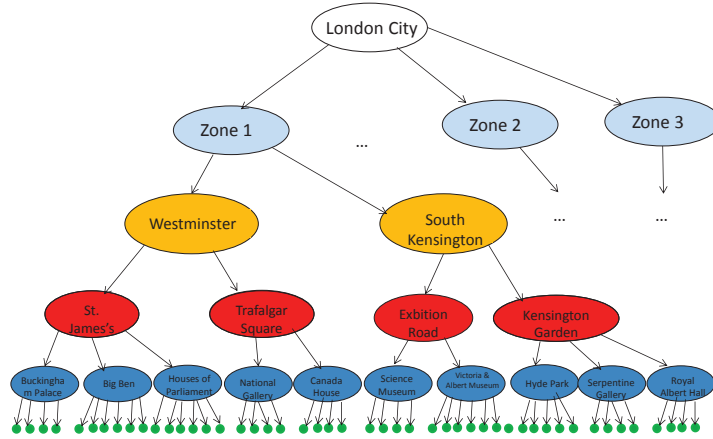 London City
Zone 1
Zone 2
Zone 3
...
...
...
Westminster
South
Kensington
St.
James's
Trafalgar
Square
Exbition
Road
Kensington
Garden
Buckingha
m Palace
Big Ben
Houses of
Parliament
National
Gallery
Canada
House
Science
Museum
Victoria &
Albert Museum
Hyde Park
Serpentine
Gallery
Royal
Albert Hall